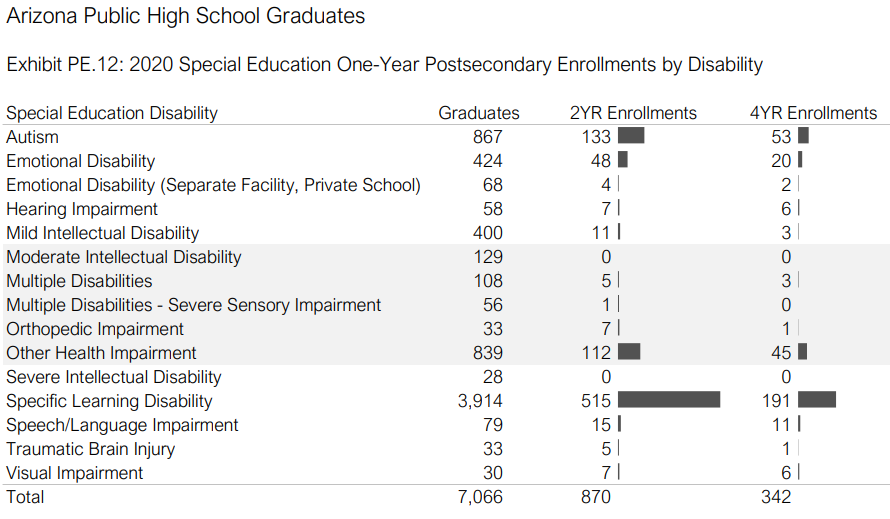 Arizona Public High School Graduates
Exhibit PE.12: 2020 Special Education One-Year Postsecondary Enrollments by Disability
Special Education Disability Graduates 2YR Enrollments 4YR Enrollments
Autism 867 133 53
Emotional Disability 424 48 20
Emotional Disability (Separate Facility, Private School) 68 4 2
Hearing Impairment 58 7 6
Mild Intellectual Disability 400 11 3
Moderate Intellectual Disability 129 0 0
Multiple Disabilities 108 5 3
Multiple Disabilities - Severe Sensory Impairment 56 1 0
Orthopedic Impairment 33 7 1
Other Health Impairment 839 112 45
Severe Intellectual Disability 28 0 0
Specific Learning Disability 3,914 515 191
Speech/Language Impairment 79 15 11
Traumatic Brain Injury 33 5 1
Visual Impairment 30 7 6
Total 7,066 870 342